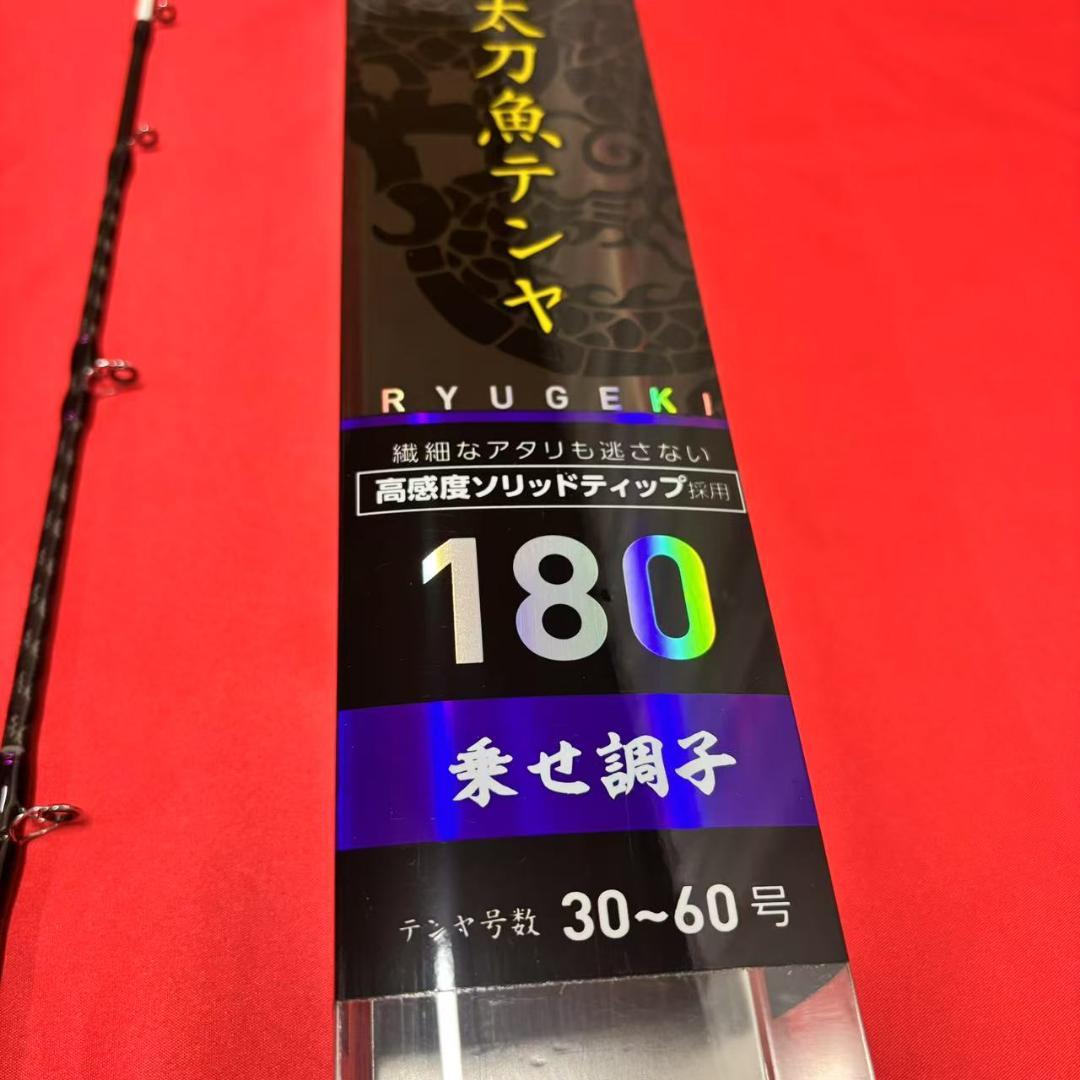 太刀魚テンヤ
RYUGEKI
繊細なアタリも逃さない
高感度ソリッドティップ採用
180
乗せ調子
テンヤ号数 30~60号